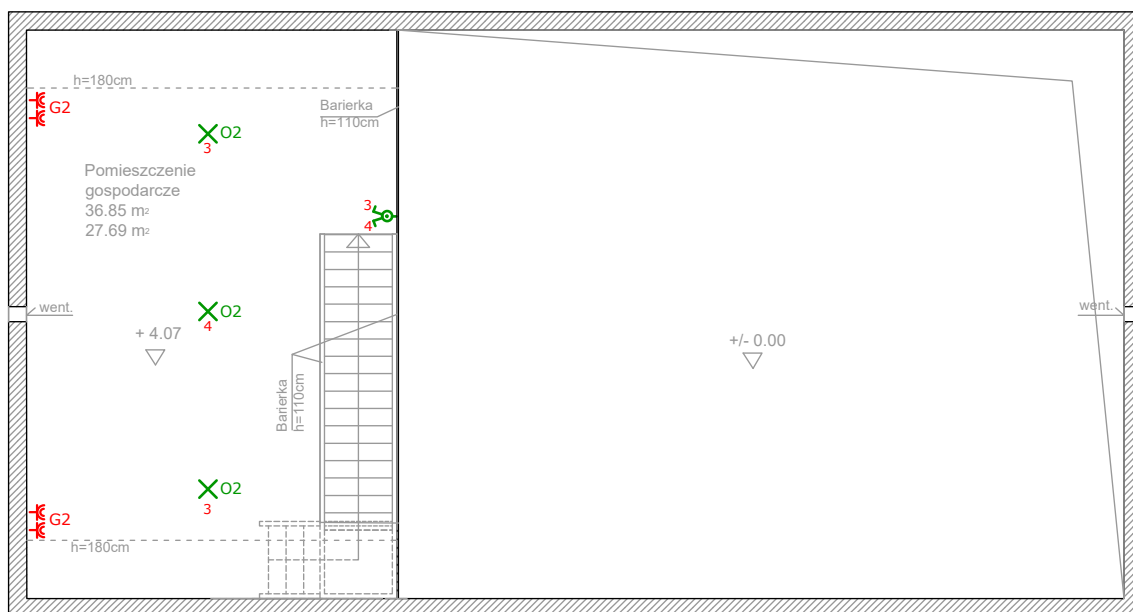 h=180cm
G2
Barierka
h=110cm
O2
3
Pomieszczenie
gospodarcze
36.85 m²
27.69 m²
3
4
went.
O2
4
went.
+ 4.07
+/- 0.00
Barierka
h=110cm
O2
3
G2
h=180cm